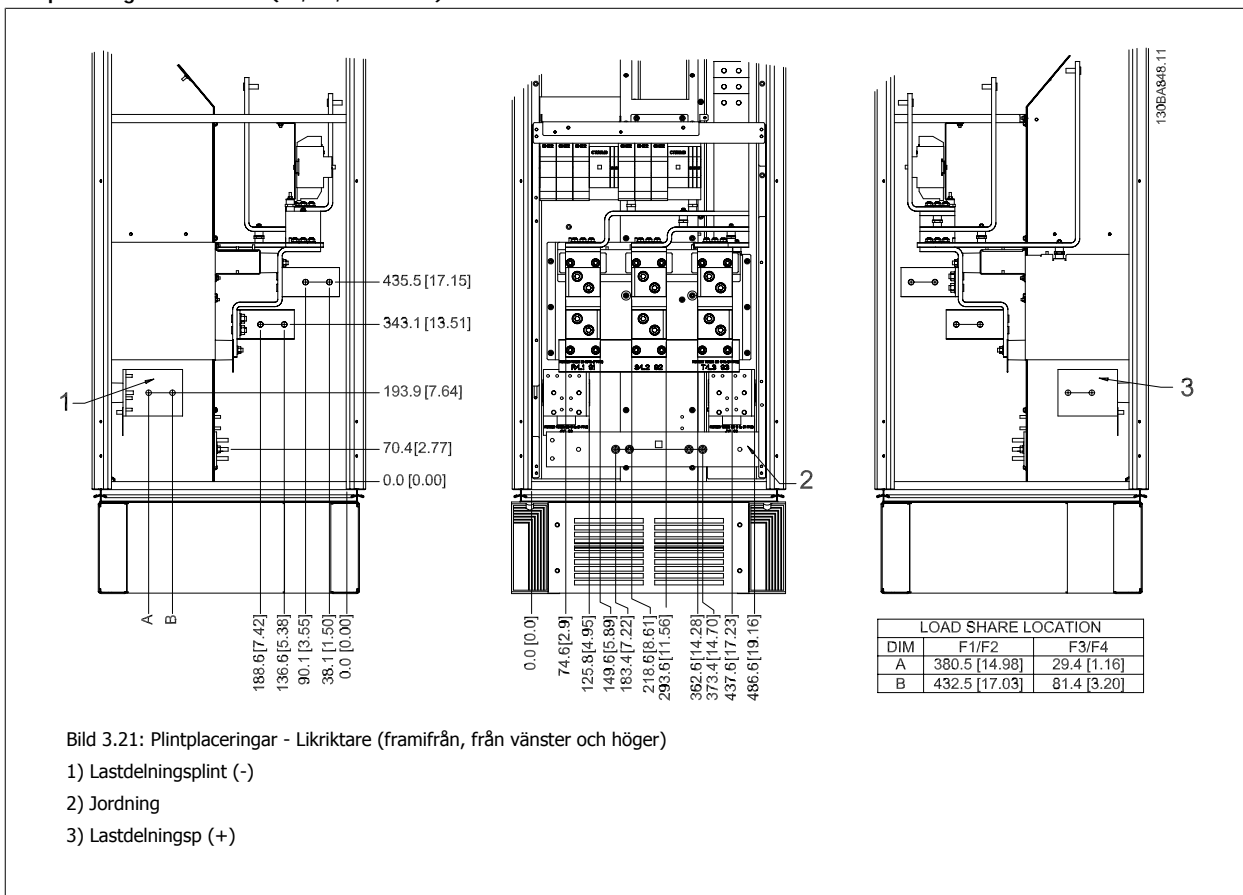 130BA848.11
435.5 [17.15]
343.1 [13.51]
1
193.9 [7.64]
3
70.4 [2.77]
2
0.0 [0.00]
R/L1 91
S/L2 92
T/L3 93
A
B
188.6 [7.42]
136.6 [5.38]
90.1 [3.55]
38.1 [1.50]
0.0 [0.00]
0.0 [0.0]
74.6 [2.9]
125.8 [4.95]
149.6 [5.89]
183.4 [7.22]
218.6 [8.61]
293.6 [11.56]
362.6 [14.28]
373.4 [14.70]
437.6 [17.23]
486.6 [19.16]
LOAD SHARE LOCATION
DIM F1/F2 F3/F4
A 380.5 [14.98] 29.4 [1.16]
B 432.5 [17.03] 81.4 [3.20]
Bild 3.21: Plintplaceringar - Likriktare (framifrån, från vänster och höger)
1) Lastdelningsplint (-)
2) Jordning
3) Lastdelningsp (+)